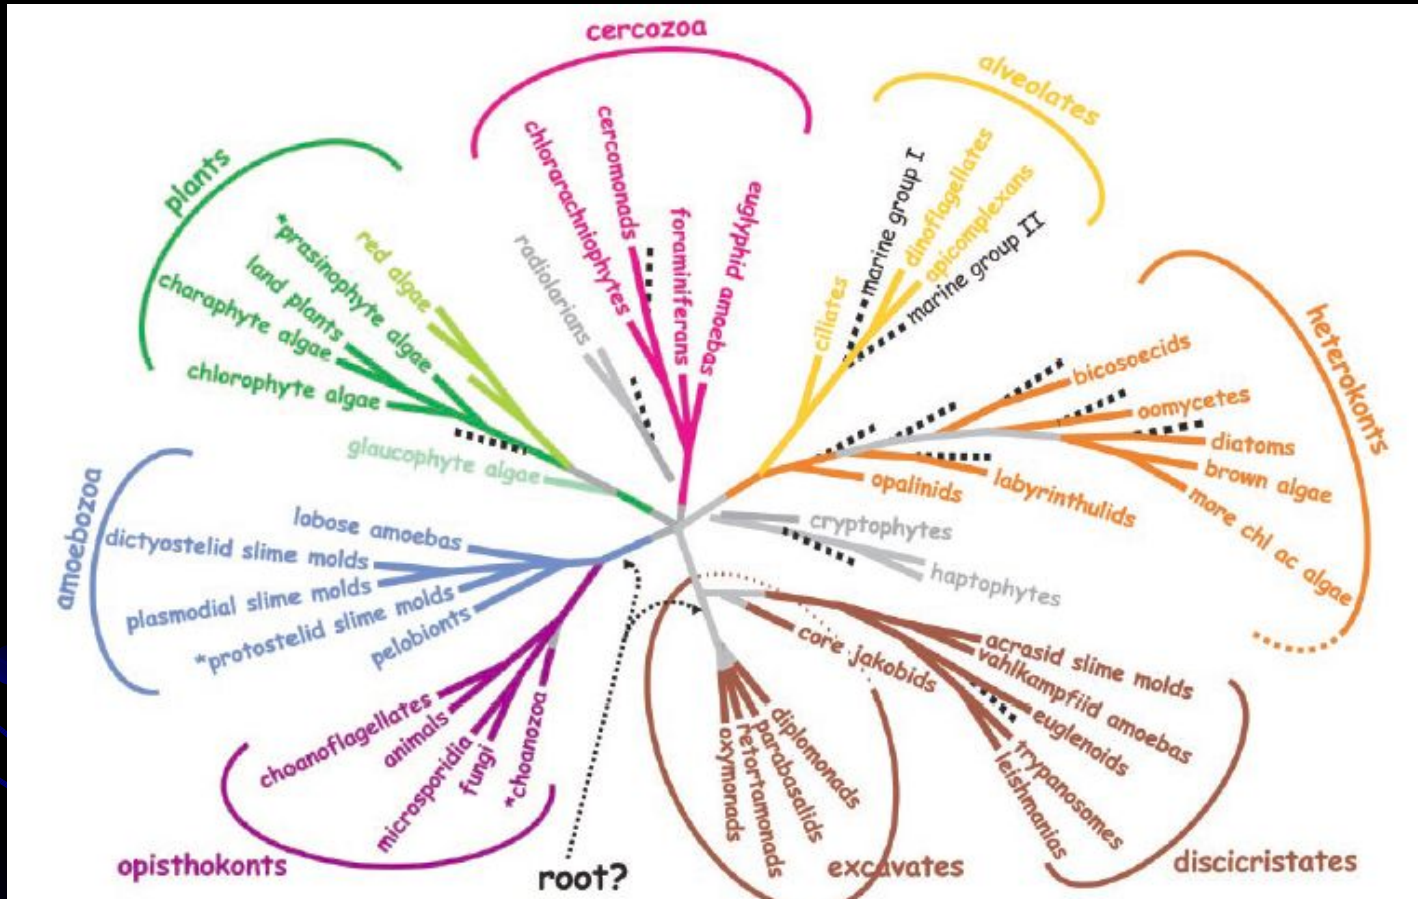 cercozoa
alveolates
plants
heterokonts
amoebozoa
opisthokonts
excavates
discicristates
root?
*prasinophyte algae
land plants
charaphyte algae
chlorophyte algae
red algae
glaucophyte algae
radiolarians
chlorarachniophytes
cercomonads
foraminiferans
euglyphid amoebas
ciliates
marine group I
dinoflagellates
apicomplexans
marine group II
bicosoecids
oomycetes
diatoms
brown algae
more chl ac algae
labyrinthulids
opalinids
cryptophytes
haptophytes
lobose amoebas
dictyostelid slime molds
plasmodial slime molds
*protostelid slime molds
pelobionts
choanoflagellates
animals
microsporidia
fungi
*choanozoa
core jakobids
acrasid slime molds
vahlkampfiid amoebas
euglenoids
trypanosomes
leishmanias
diplomonads
parabasalids
retortamonads
oxymonads